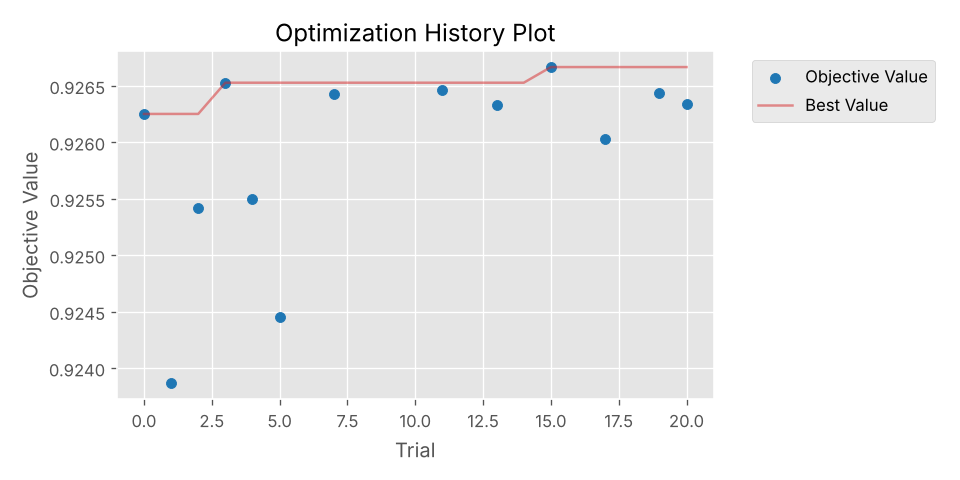 Optimization History Plot
Objective Value
0.9265
0.9260
0.9255
0.9250
0.9245
0.9240
0.0 2.5 5.0 7.5 10.0 12.5 15.0 17.5 20.0
Trial
Objective Value
Best Value